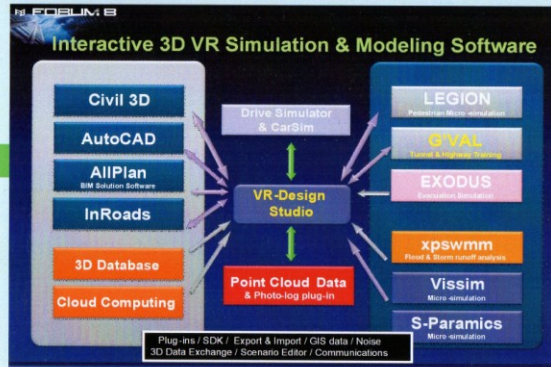 FORUM 8
Interactive 3D VR Simulation & Modeling Software
Civil 3D
AutoCAD
AllPlan
BIM Solution Software
InRoads
3D Database
Cloud Computing
Drive Simulator
& CarSim
VR-Design
Studio
Point Cloud Data
& Photo-log plug-in
LEGION
Pedestrian Micro-simulation
G'VAL
Tunnel & Highway Training
EXODUS
Evacuation Simulation
xpswmm
Flood & Storm runoff analysis
Vissim
Micro-simulation
S-Paramics
Micro-simulation
Plug-ins / SDK / Export & Import / GIS data / Noise
3D Data Exchange / Scenario Editor / Communications